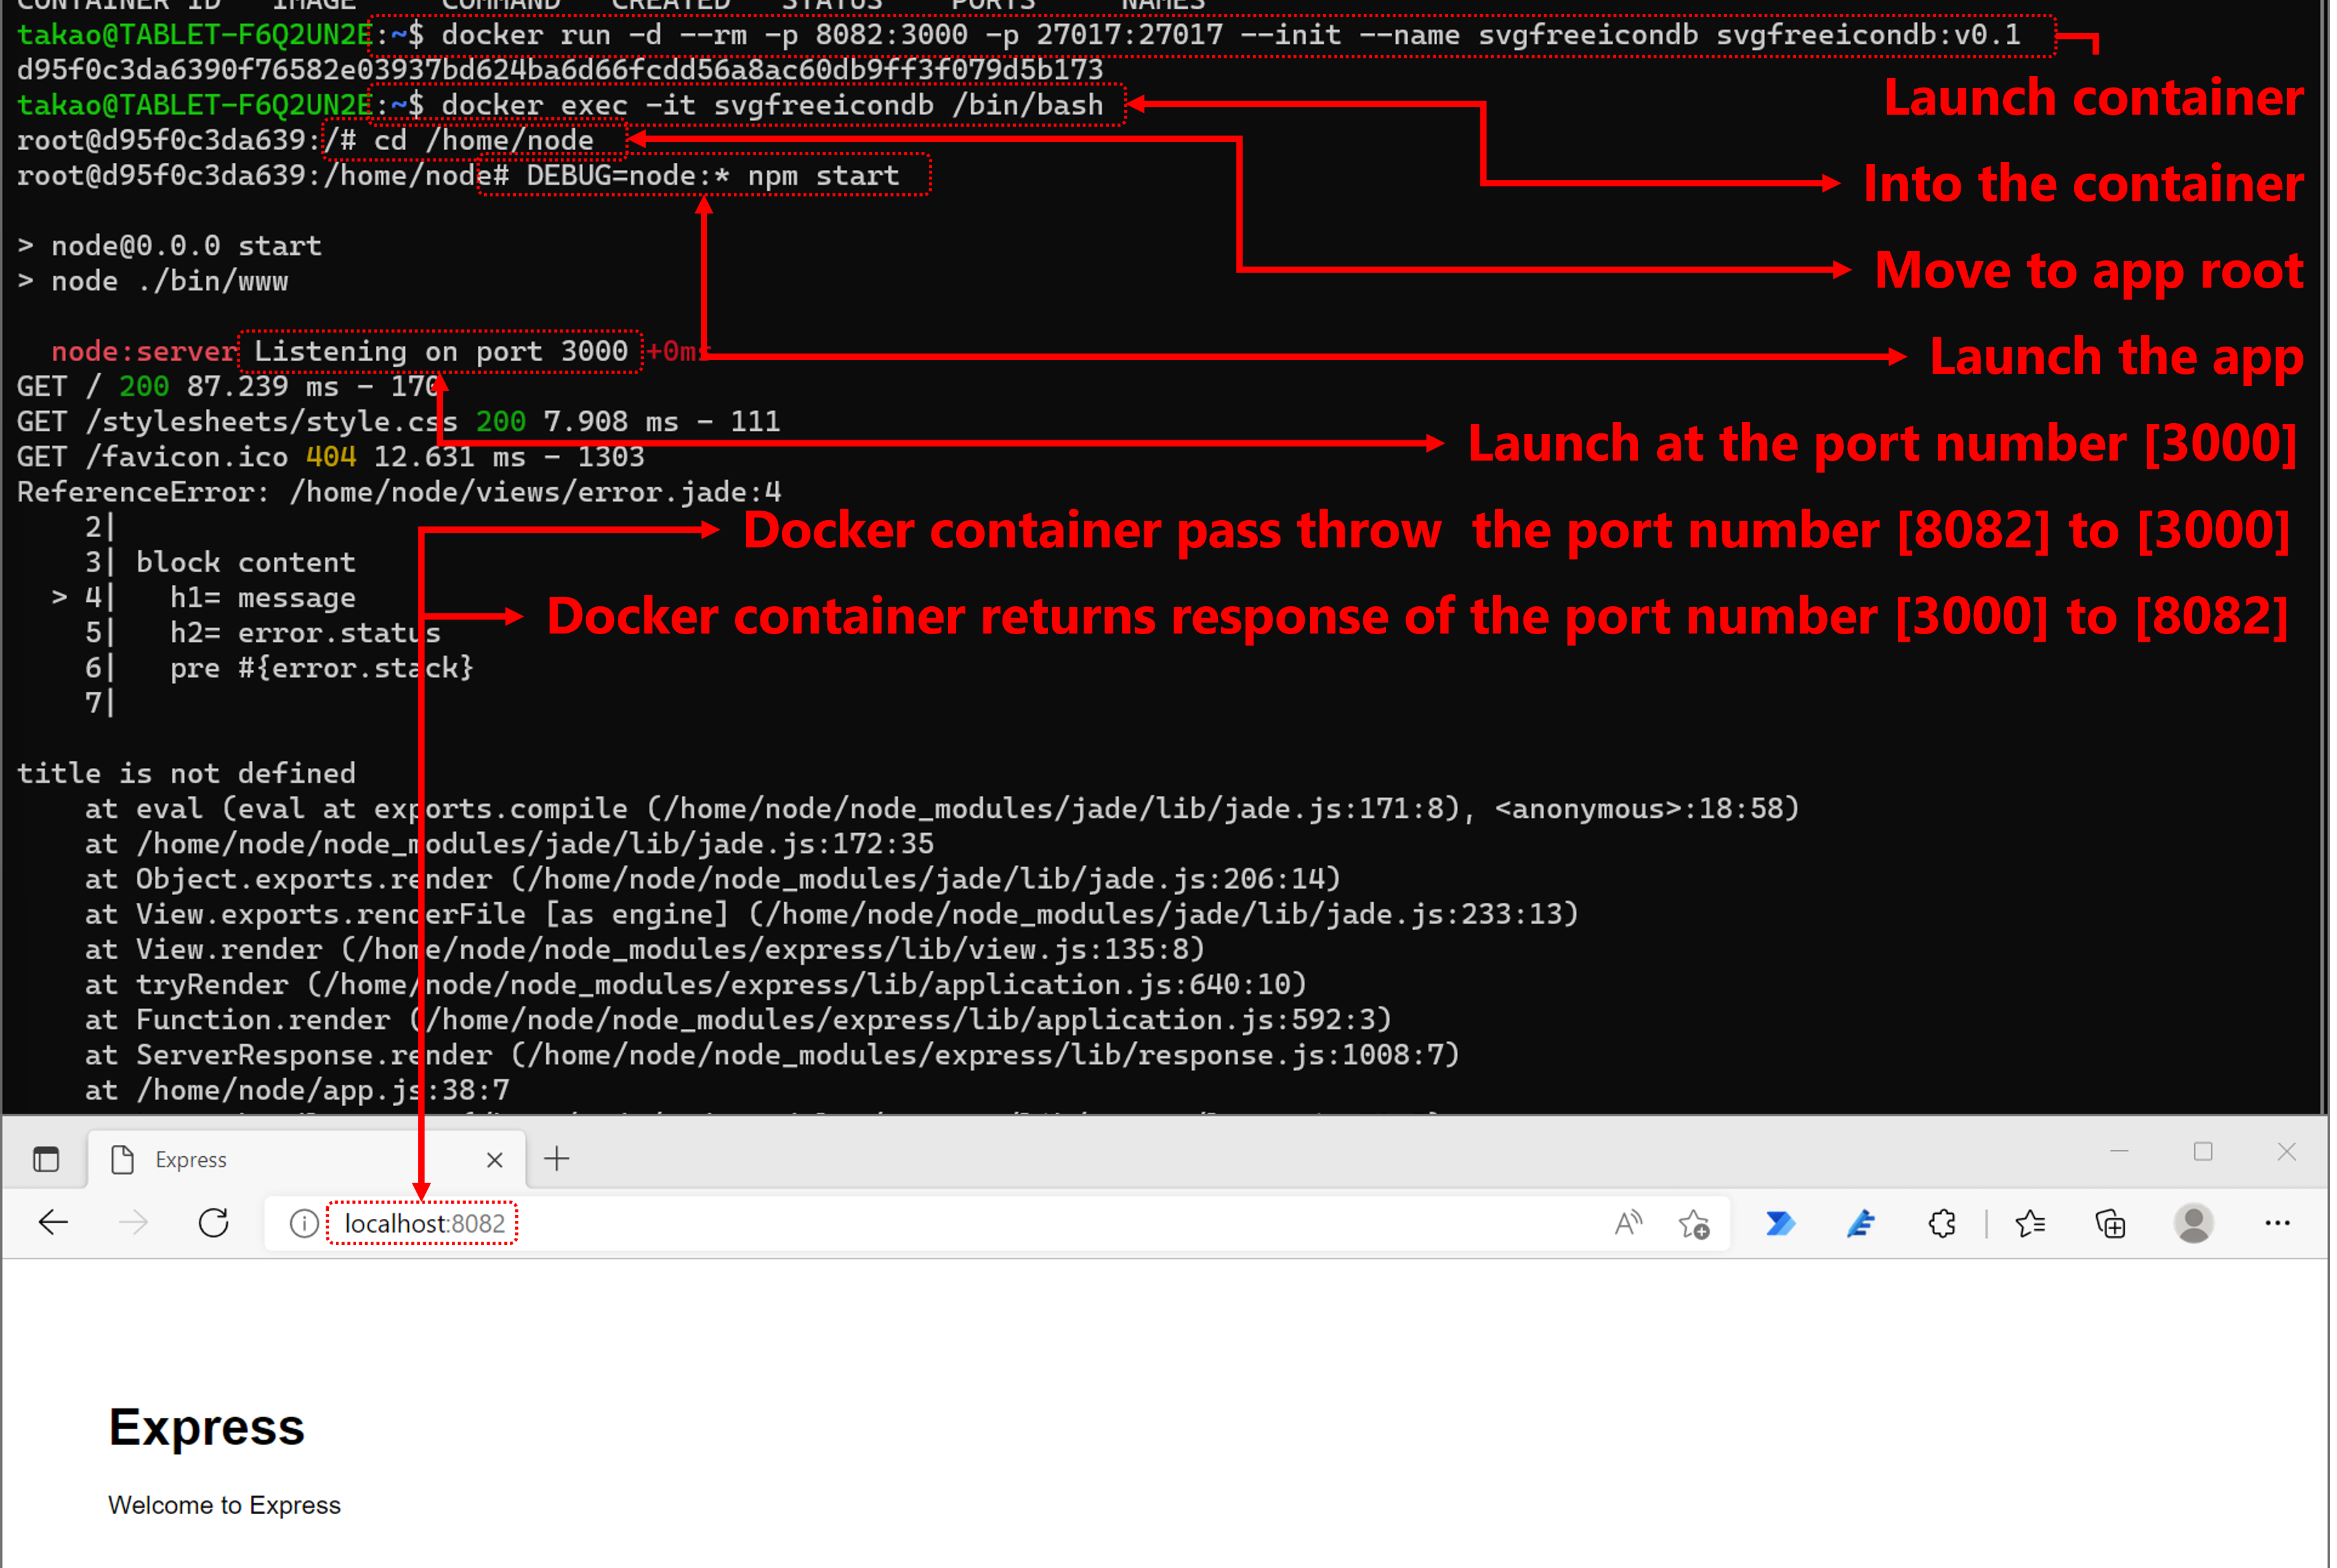 CONTAINER ID   IMAGE     COMMAND   CREATED   STATUS    PORTS     NAMES
takao@TABLET-F6Q2UN2E:~$ docker run -d --rm -p 8082:3000 -p 27017:27017 --init --name svgfreeicondb svgfreeicondb:v0.1
d95f0c3da6390f76582e03937bd624ba6d66fcdd56a8ac60db9ff3f079d5b173
Launch container
takao@TABLET-F6Q2UN2E:~$ docker exec -it svgfreeicondb /bin/bash
root@d95f0c3da639:/# cd /home/node
root@d95f0c3da639:/home/node# DEBUG=node:* npm start
Into the container
> node@0.0.0 start
> node ./bin/www
Move to app root
node:server Listening on port 3000 +0ms
Launch the app
GET / 200 87.239 ms - 170
GET /stylesheets/style.css 200 7.908 ms - 111
Launch at the port number [3000]
GET /favicon.ico 404 12.631 ms - 1303
ReferenceError: /home/node/views/error.jade:4
2|
Docker container pass throw  the port number [8082] to [3000]
3| block content
> 4|   h1= message
Docker container returns response of the port number [3000] to [8082]
5|   h2= error.status
6|   pre #{error.stack}
7|
title is not defined
at eval (eval at exports.compile (/home/node/node_modules/jade/lib/jade.js:171:8), <anonymous>:18:58)
at /home/node/node_modules/jade/lib/jade.js:172:35
at Object.exports.render (/home/node/node_modules/jade/lib/jade.js:206:14)
at View.exports.renderFile [as engine] (/home/node/node_modules/jade/lib/jade.js:233:13)
at View.render (/home/node/node_modules/express/lib/view.js:135:8)
at tryRender (/home/node/node_modules/express/lib/application.js:640:10)
at Function.render (/home/node/node_modules/express/lib/application.js:592:3)
at ServerResponse.render (/home/node/node_modules/express/lib/response.js:1008:7)
at /home/node/app.js:38:7
Express
localhost:8082
Express
Welcome to Express